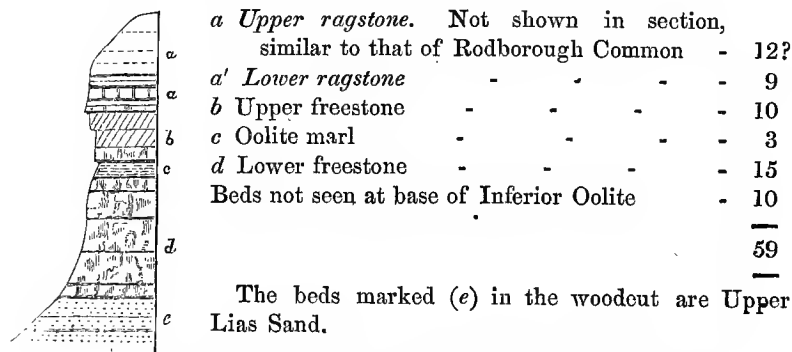 a Upper ragstone. Not shown in section,
similar to that of Rodborough Common - 12?
a' Lower ragstone - - - - 9
b Upper freestone - - - - 10
c Oolite marl - - - - 3
d Lower freestone - - - - 15
Beds not seen at base of Inferior Oolite - 10
59
The beds marked (e) in the woodcut are Upper
Lias Sand.
a
a
b
c
d
e